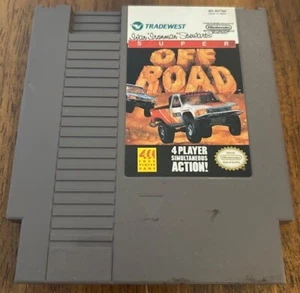 TRADEWEST
Ivan "Ironman" Stewart's
SUPER
OFF
ROAD
4 PLAYER
SIMULTANEOUS
ACTION!